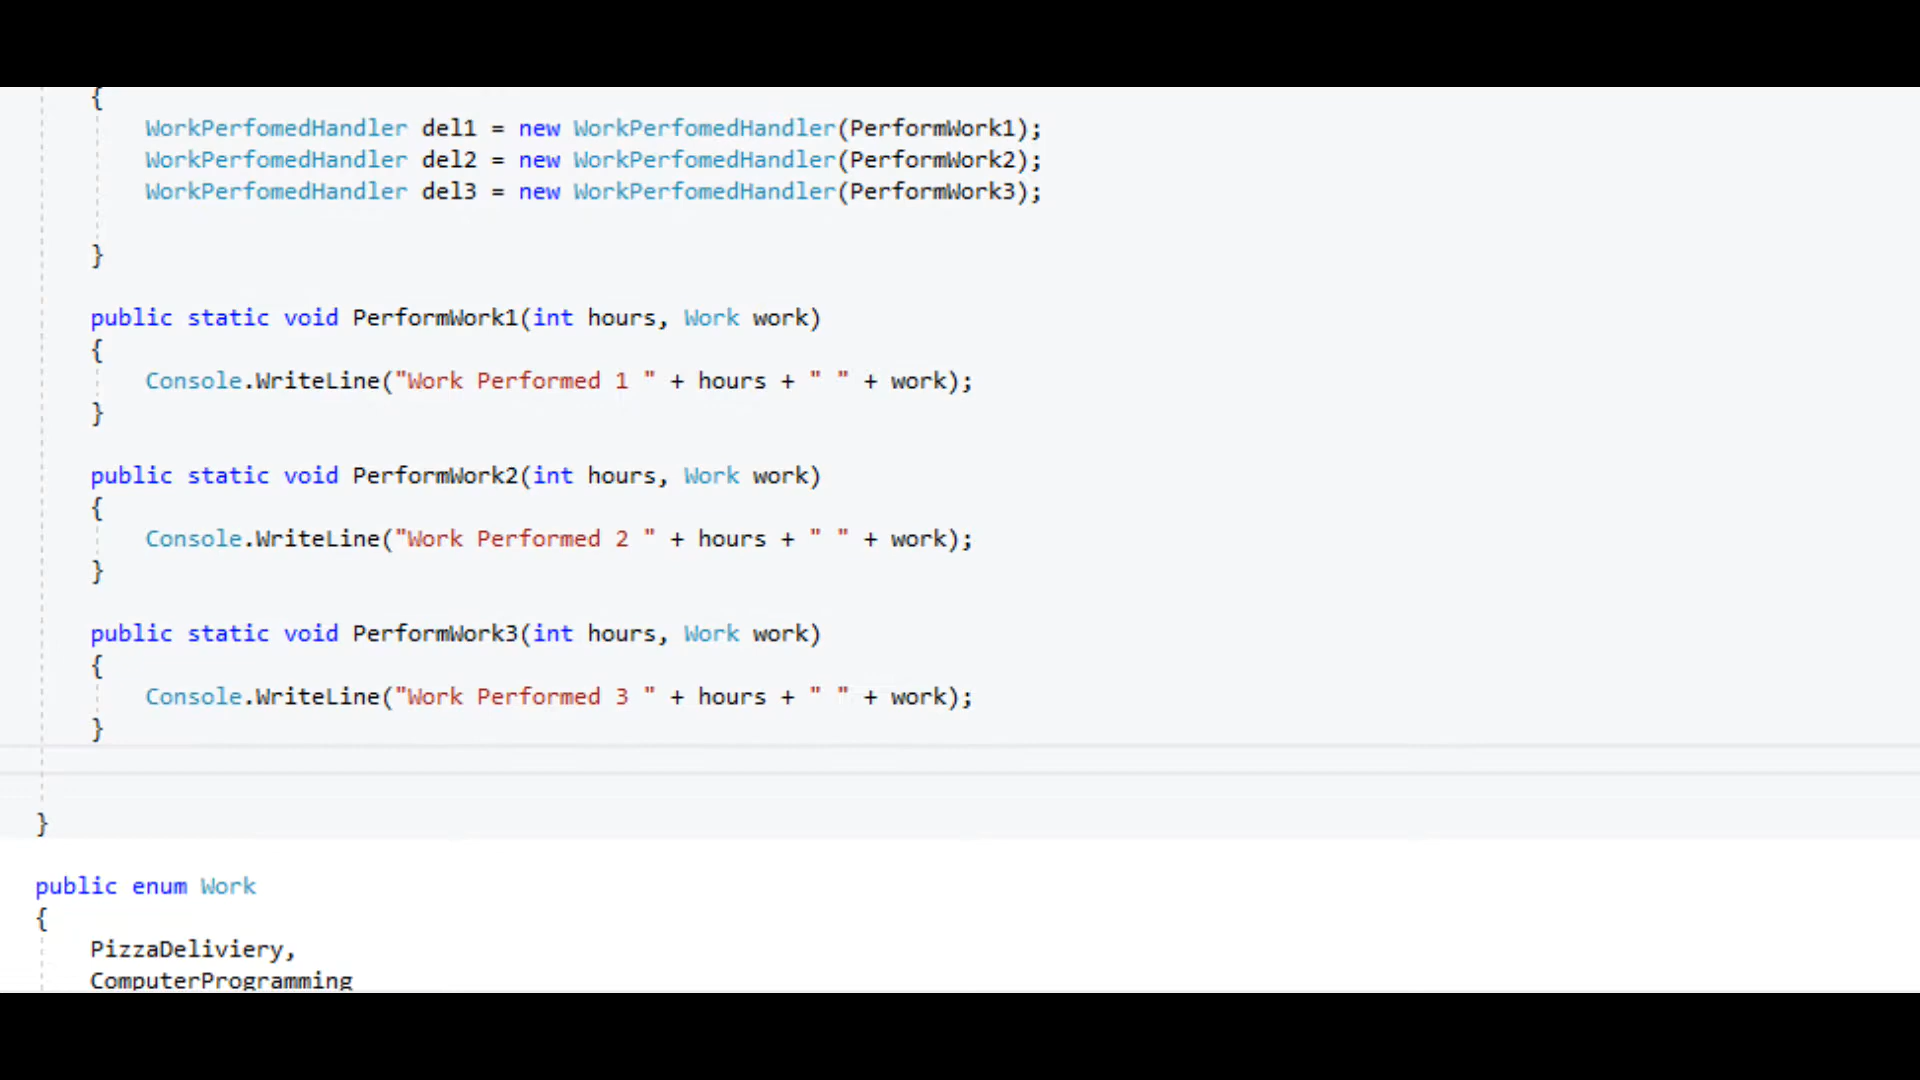 {
WorkPerfomedHandler del1 = new WorkPerfomedHandler(PerformWork1);
WorkPerfomedHandler del2 = new WorkPerfomedHandler(PerformWork2);
WorkPerfomedHandler del3 = new WorkPerfomedHandler(PerformWork3);
}
public static void PerformWork1(int hours, Work work)
{
Console.WriteLine("Work Performed 1 " + hours + " " + work);
}
public static void PerformWork2(int hours, Work work)
{
Console.WriteLine("Work Performed 2 " + hours + " " + work);
}
public static void PerformWork3(int hours, Work work)
{
Console.WriteLine("Work Performed 3 " + hours + " " + work);
}
}
public enum Work
{
PizzaDeliviery,
ComputerProgramming